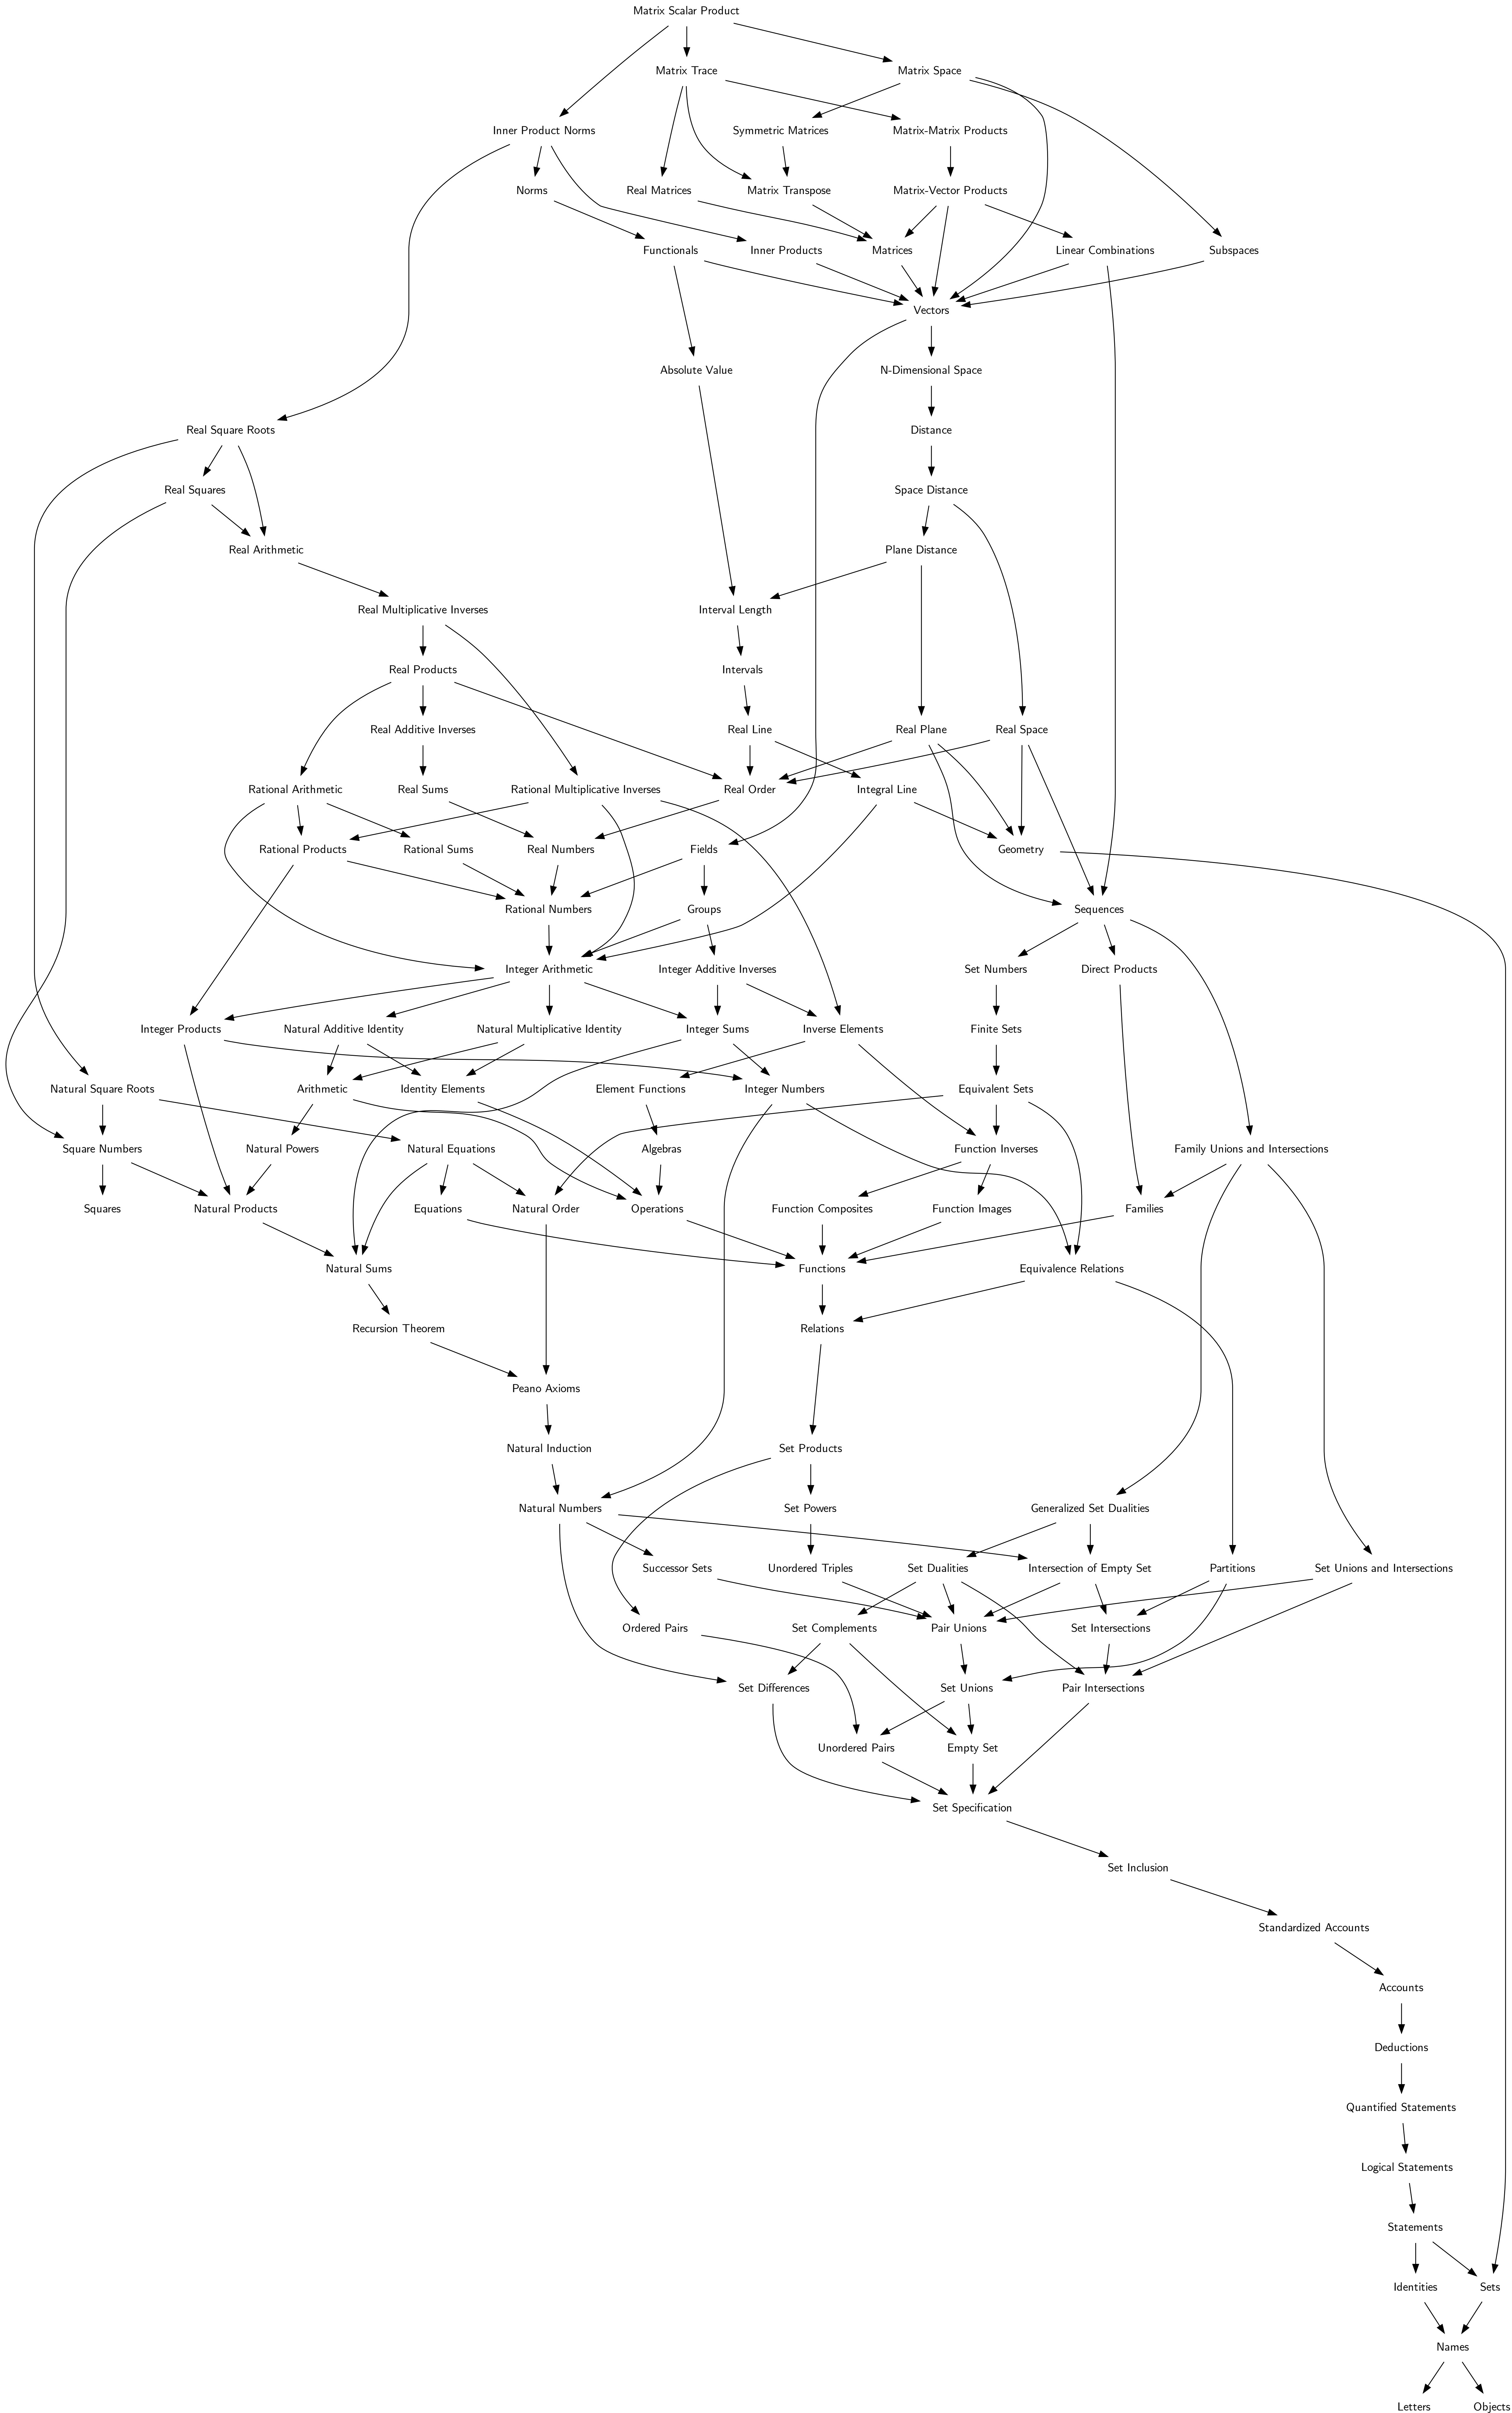 Matrix Scalar Product
Matrix Trace
Matrix Space
Inner Product Norms
Symmetric Matrices
Matrix-Matrix Products
Norms
Real Matrices
Matrix Transpose
Matrix-Vector Products
Functionals
Inner Products
Matrices
Linear Combinations
Subspaces
Vectors
Absolute Value
N-Dimensional Space
Real Square Roots
Distance
Real Squares
Space Distance
Real Arithmetic
Plane Distance
Real Multiplicative Inverses
Interval Length
Real Products
Intervals
Real Additive Inverses
Real Line
Real Plane
Real Space
Rational Arithmetic
Real Sums
Rational Multiplicative Inverses
Real Order
Integral Line
Rational Products
Rational Sums
Real Numbers
Fields
Geometry
Rational Numbers
Groups
Sequences
Integer Arithmetic
Integer Additive Inverses
Set Numbers
Direct Products
Integer Products
Natural Additive Identity
Natural Multiplicative Identity
Integer Sums
Inverse Elements
Finite Sets
Natural Square Roots
Arithmetic
Identity Elements
Element Functions
Integer Numbers
Equivalent Sets
Square Numbers
Natural Powers
Natural Equations
Algebras
Function Inverses
Family Unions and Intersections
Squares
Natural Products
Equations
Natural Order
Operations
Function Composites
Function Images
Families
Natural Sums
Functions
Equivalence Relations
Recursion Theorem
Relations
Peano Axioms
Natural Induction
Set Products
Natural Numbers
Set Powers
Generalized Set Dualities
Successor Sets
Unordered Triples
Set Dualities
Intersection of Empty Set
Partitions
Set Unions and Intersections
Ordered Pairs
Set Complements
Pair Unions
Set Intersections
Set Differences
Set Unions
Pair Intersections
Unordered Pairs
Empty Set
Set Specification
Set Inclusion
Standardized Accounts
Accounts
Deductions
Quantified Statements
Logical Statements
Statements
Identities
Sets
Names
Letters
Objects